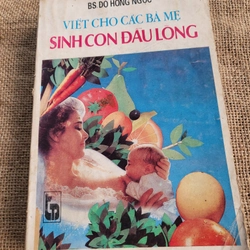 BS ĐỖ HỒNG NGỌC
VIẾT CHO CÁC BÀ MẸ
SINH CON ĐẦU LÒNG